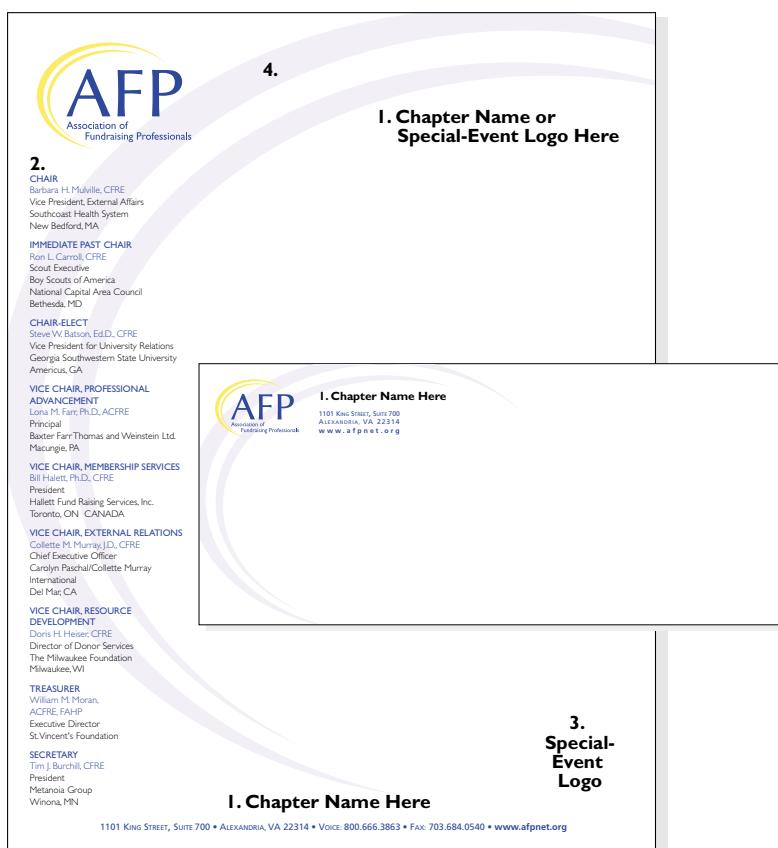 AFP
Association of
Fundraising Professionals
4.
1. Chapter Name or
Special-Event Logo Here
2.
CHAIR
Barbara H. Mulville, CFRE
Vice President, External Affairs
Southcoast Health System
New Bedford, MA
IMMEDIATE PAST CHAIR
Ron L. Carroll, CFRE
Scout Executive
Boy Scouts of America
National Capital Area Council
Bethesda, MD
CHAIR-ELECT
Steve W. Batson, Ed.D., CFRE
Vice President for University Relations
Georgia Southwestern State University
Americus, GA
VICE CHAIR, PROFESSIONAL
ADVANCEMENT
Lona M. Farr, Ph.D., ACFRE
Principal
Baxter Farr Thomas and Weinstein Ltd.
Macungie, PA
VICE CHAIR, MEMBERSHIP SERVICES
Bill Halett, Ph.D., CFRE
President
Hallett Fund Raising Services, Inc.
Toronto, ON CANADA
VICE CHAIR, EXTERNAL RELATIONS
Collette M. Murray, J.D., CFRE
Chief Executive Officer
Carolyn Paschal/Collette Murray
International
Del Mar, CA
VICE CHAIR, RESOURCE
DEVELOPMENT
Doris H. Heiser, CFRE
Director of Donor Services
The Milwaukee Foundation
Milwaukee, WI
TREASURER
William M. Moran,
ACFRE, FAHP
Executive Director
St. Vincent's Foundation
SECRETARY
Tim J. Burchill, CFRE
President
Metanoia Group
Winona, MN
AFP
Association of
Fundraising Professionals
1. Chapter Name Here
1101 King Street, Suite 700
Alexandria, VA 22314
www.afpnet.org
3.
Special-
Event
Logo
1. Chapter Name Here
1101 King Street, Suite 700 • Alexandria, VA 22314 • Voice: 800.666.3863 • Fax: 703.684.0540 • www.afpnet.org